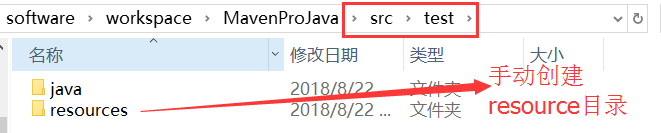 software › workspace › MavenProJava › src › test ›
名称 修改日期 类型 大小
java 2018/8/22 ... 文件夹
resources 2018/8/22 ... 文件夹
手动创建
resource目录